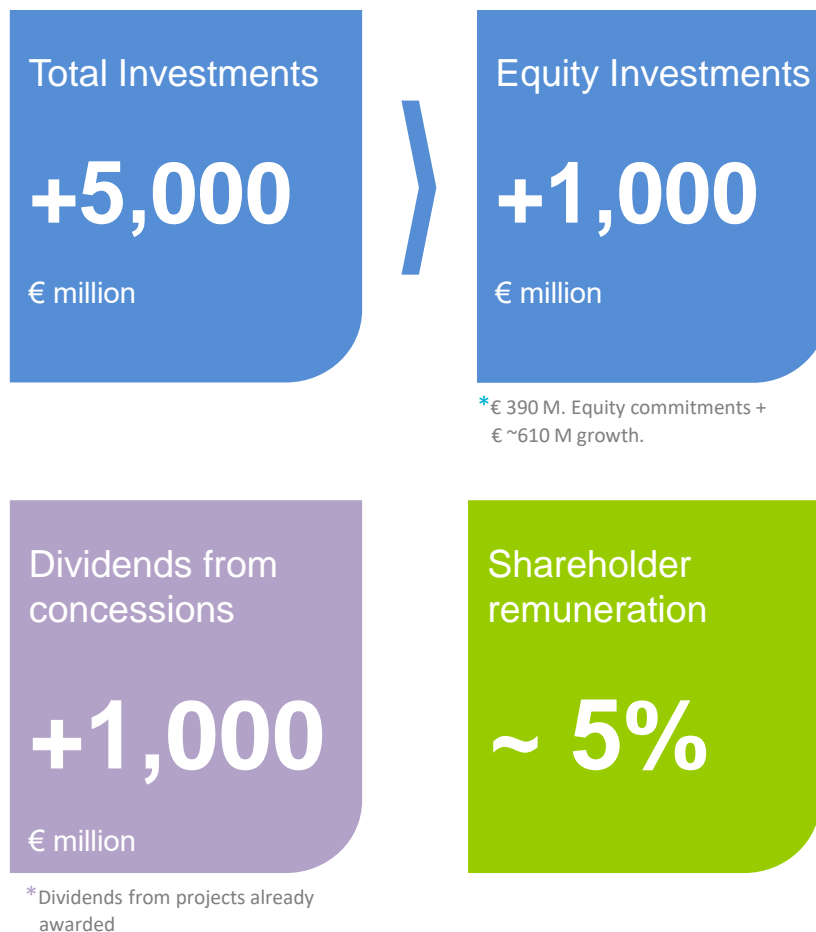 Total Investments
+5,000
€ million
Equity Investments
+1,000
€ million
*€ 390 M. Equity commitments +
€ ~610 M growth.
Dividends from
concessions
+1,000
€ million
*Dividends from projects already
awarded
Shareholder
remuneration
~ 5%